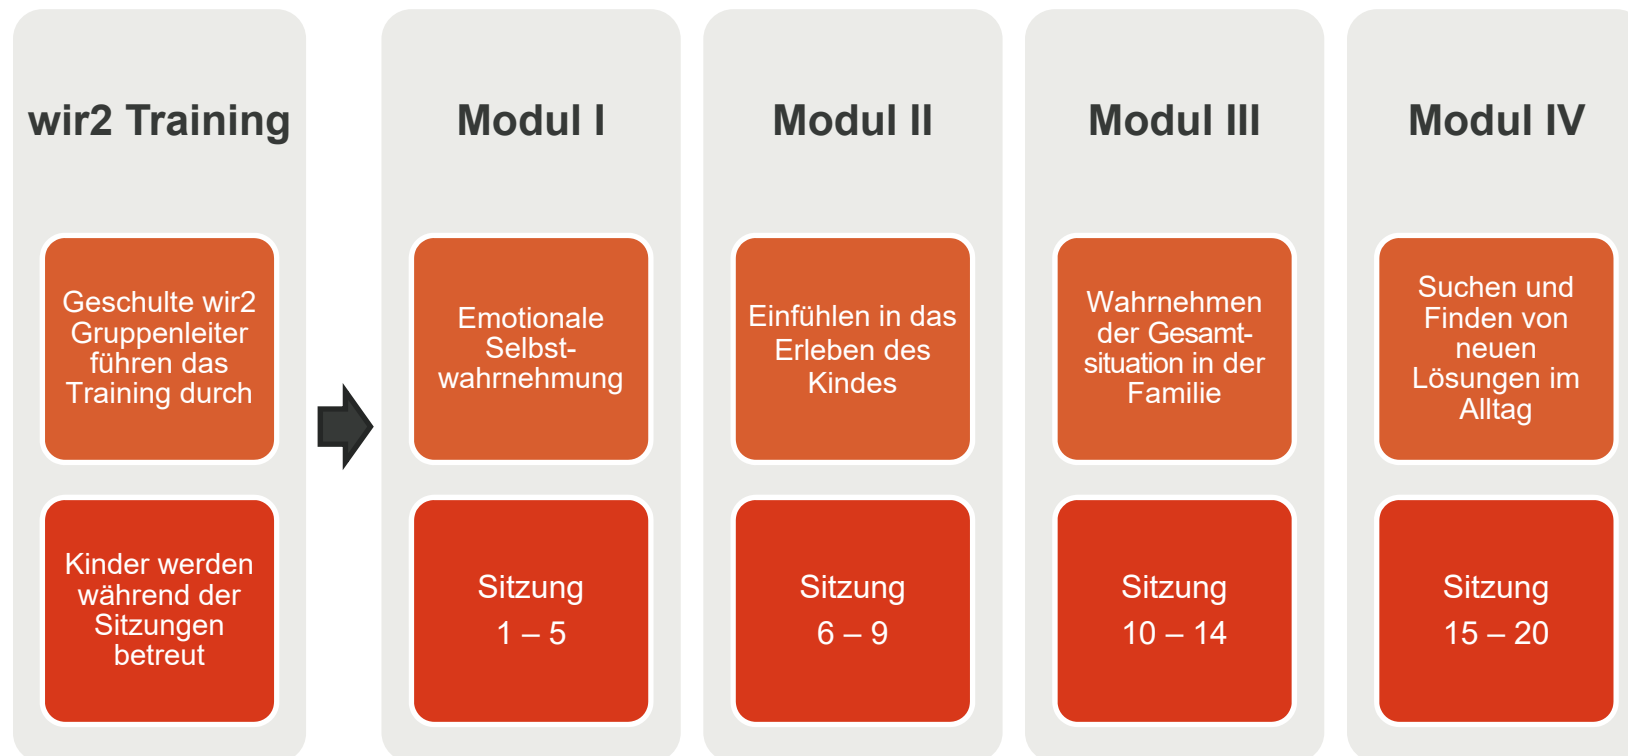 wir2 Training
Geschulte wir2
Gruppenleiter
führen das
Training durch
Kinder werden
während der
Sitzungen
betreut
Modul I
Emotionale
Selbst-
wahrnehmung
Sitzung
1 – 5
Modul II
Einfühlen in das
Erleben des
Kindes
Sitzung
6 – 9
Modul III
Wahrnehmen
der Gesamt-
situation in der
Familie
Sitzung
10 – 14
Modul IV
Suchen und
Finden von
neuen
Lösungen im
Alltag
Sitzung
15 – 20